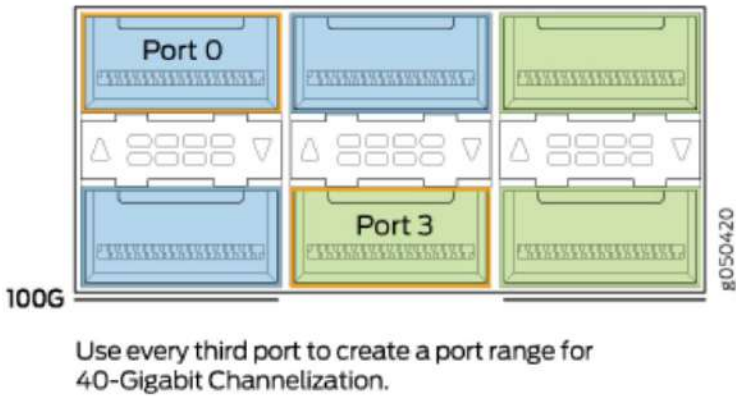 Port 0
Port 3
g050420
100G
Use every third port to create a port range for
40-Gigabit Channelization.